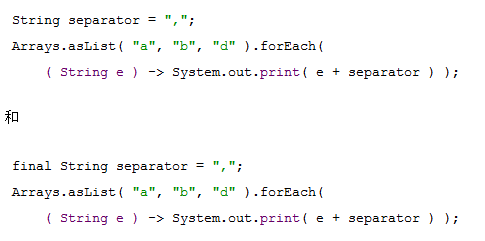 String separator = ",";
Arrays.asList( "a", "b", "d" ).forEach(
    ( String e ) -> System.out.print( e + separator ) );
和
final String separator = ",";
Arrays.asList( "a", "b", "d" ).forEach(
    ( String e ) -> System.out.print( e + separator ) );